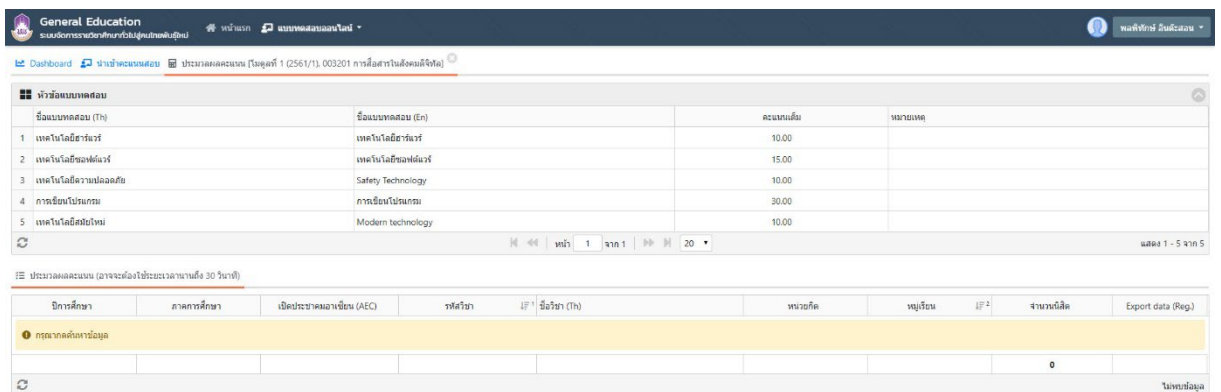 General Education
ระบบจัดการรายวิชาศึกษาทั่วไปสู่คนไทยพันธุ์ใหม่
หน้าแรก แบบทดสอบออนไลน์
พลพิทักษ์ อินต๊ะสอน
Dashboard นำเข้าคะแนนสอบ ประมวลผลคะแนน [โมดูลที่ 1 (2561/1), 003201 การสื่อสารในสังคมดิจิทัล]
หัวข้อแบบทดสอบ
ชื่อแบบทดสอบ (Th) ชื่อแบบทดสอบ (En) คะแนนเต็ม หมายเหตุ
1 เทคโนโลยีฮาร์แวร์ เทคโนโลยีฮาร์แวร์ 10.00
2 เทคโนโลยีซอฟต์แวร์ เทคโนโลยีซอฟต์แวร์ 15.00
3 เทคโนโลยีความปลอดภัย Safety Technology 10.00
4 การเขียนโปรแกรม การเขียนโปรแกรม 30.00
5 เทคโนโลยีสมัยใหม่ Modern technology 10.00
หน้า 1 จาก 1 20 แสดง 1 - 5 จาก 5
ประมวลผลคะแนน (อาจจะต้องใช้ระยะเวลานานถึง 30 วินาที)
ปีการศึกษา ภาคการศึกษา เปิดประชาคมอาเซียน (AEC) รหัสวิชา 1 ชื่อวิชา (Th) หน่วยกิต หมู่เรียน 2 จำนวนนิสิต Export data (Reg.)
กรุณากดค้นหาข้อมูล
0
ไม่พบข้อมูล